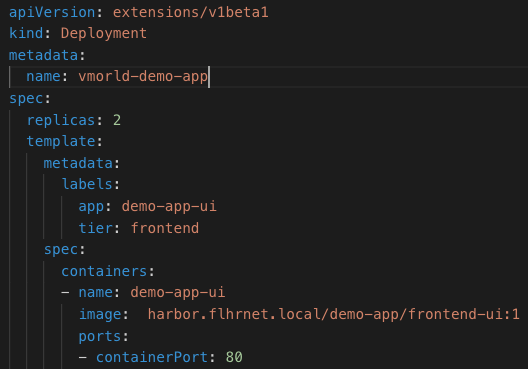 apiVersion: extensions/v1beta1
kind: Deployment
metadata:
  name: vmorld-demo-app
spec:
  replicas: 2
  template:
    metadata:
      labels:
        app: demo-app-ui
        tier: frontend
    spec:
      containers:
      - name: demo-app-ui
        image:  harbor.flhrnet.local/demo-app/frontend-ui:1
        ports:
        - containerPort: 80